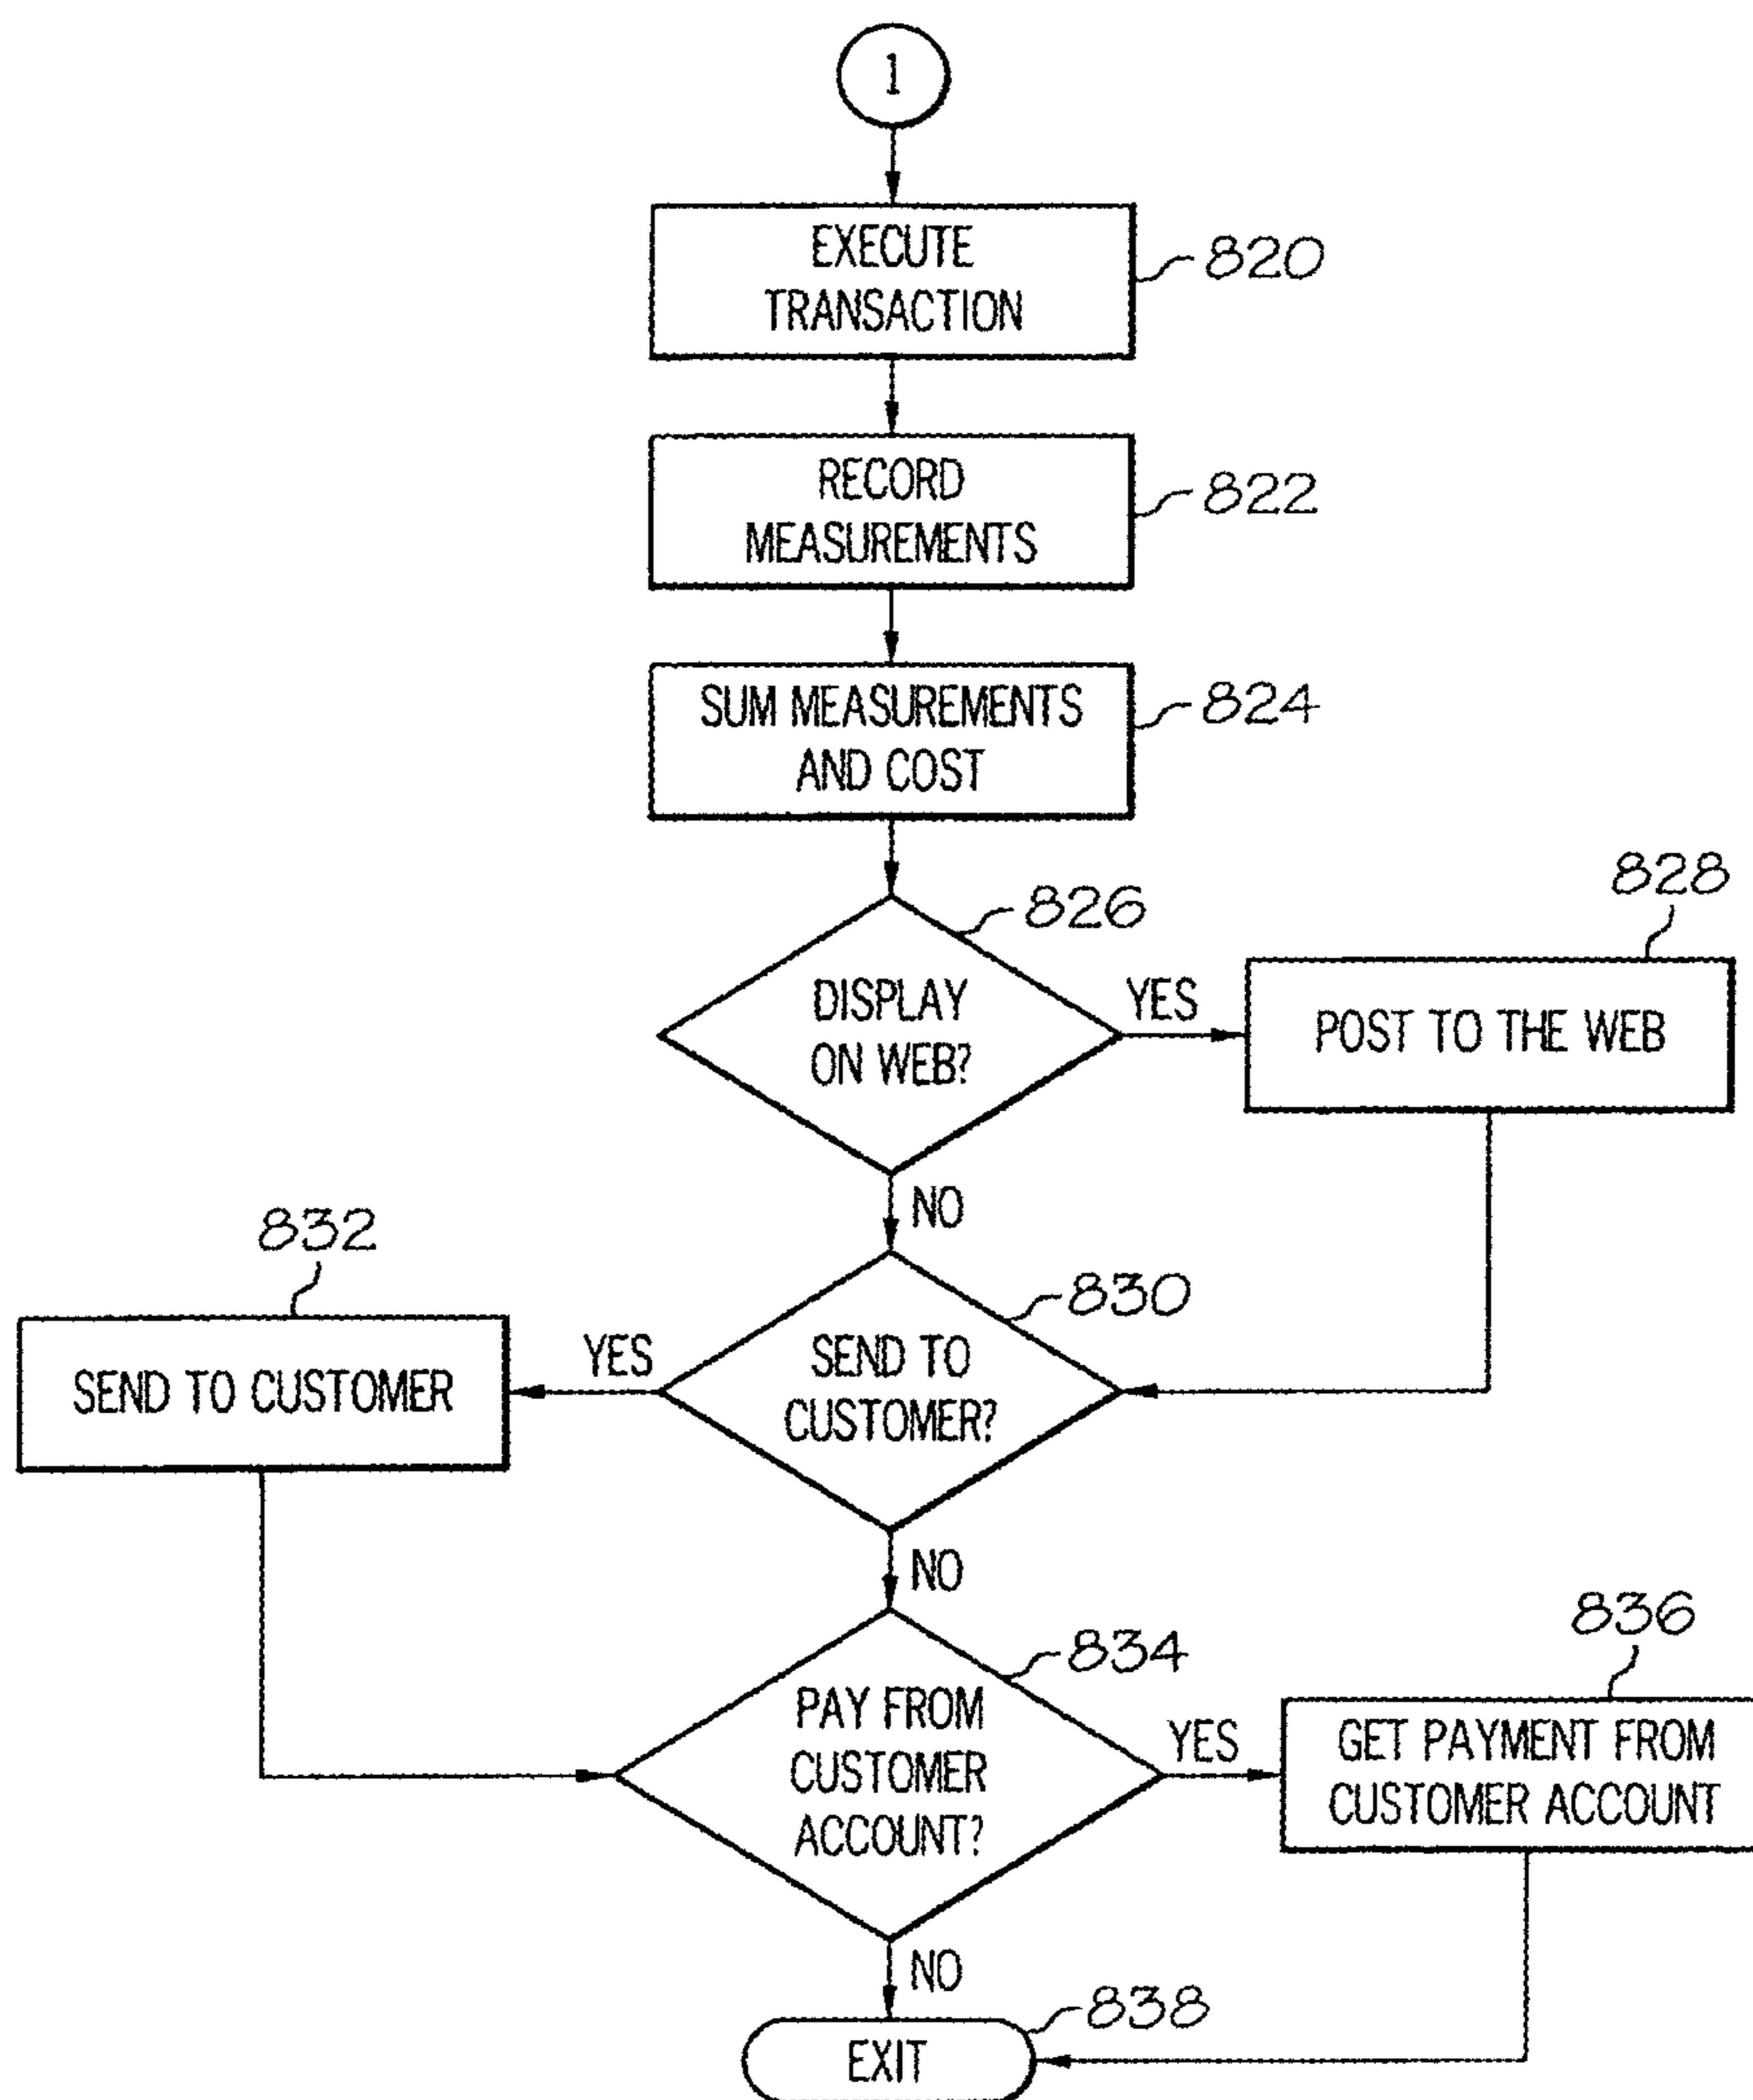 1
EXECUTE
TRANSACTION
820
RECORD
MEASUREMENTS
822
SUM MEASUREMENTS
AND COST
824
826
DISPLAY
ON WEB?
YES
828
POST TO THE WEB
NO
832
SEND TO CUSTOMER
YES
830
SEND TO
CUSTOMER?
NO
834
PAY FROM
CUSTOMER
ACCOUNT?
YES
836
GET PAYMENT FROM
CUSTOMER ACCOUNT
NO
838
EXIT